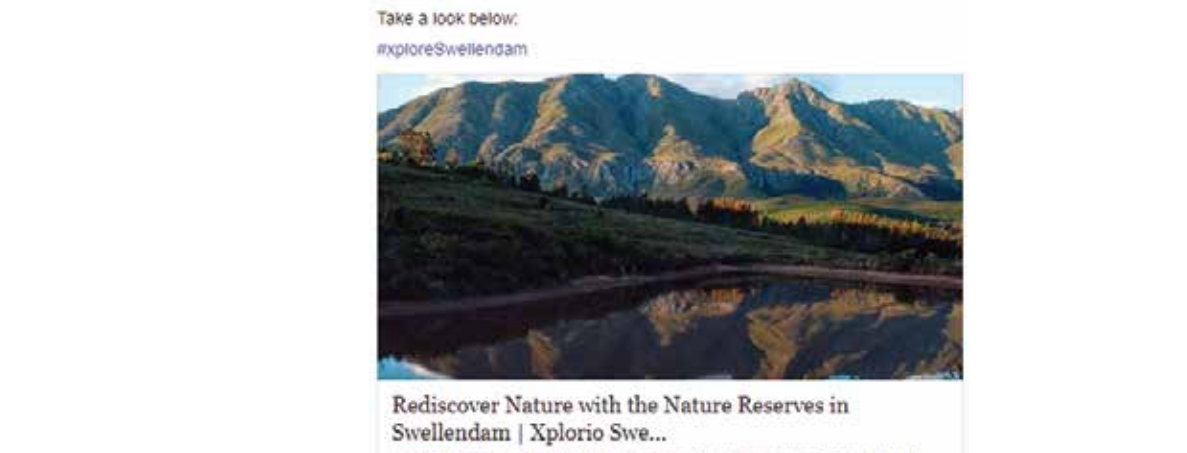 Take a look below:
#xploreSwellendam
Rediscover Nature with the Nature Reserves in
Swellendam | Xplorio Swe...